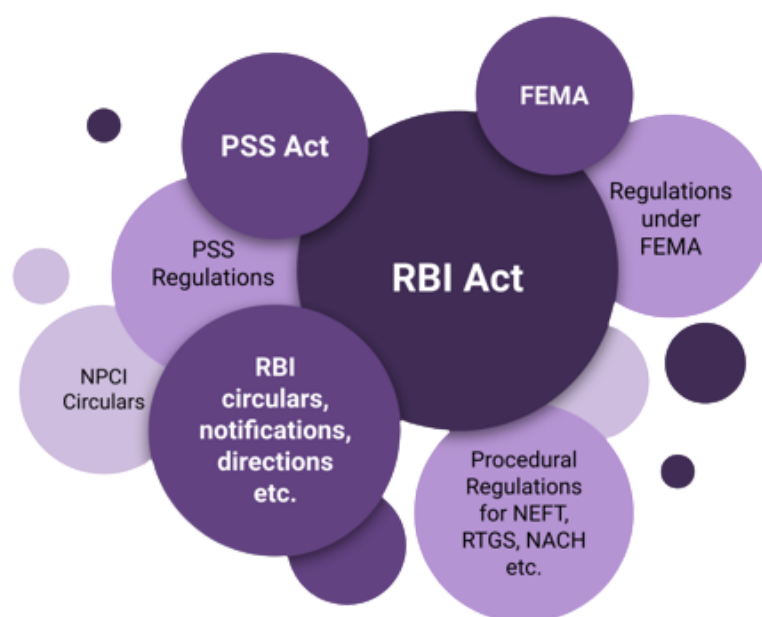 FEMA
PSS Act
Regulations
under
FEMA
PSS
Regulations
RBI Act
NPCI
Circulars
RBI
circulars,
notifications,
directions
etc.
Procedural
Regulations
for NEFT,
RTGS, NACH
etc.